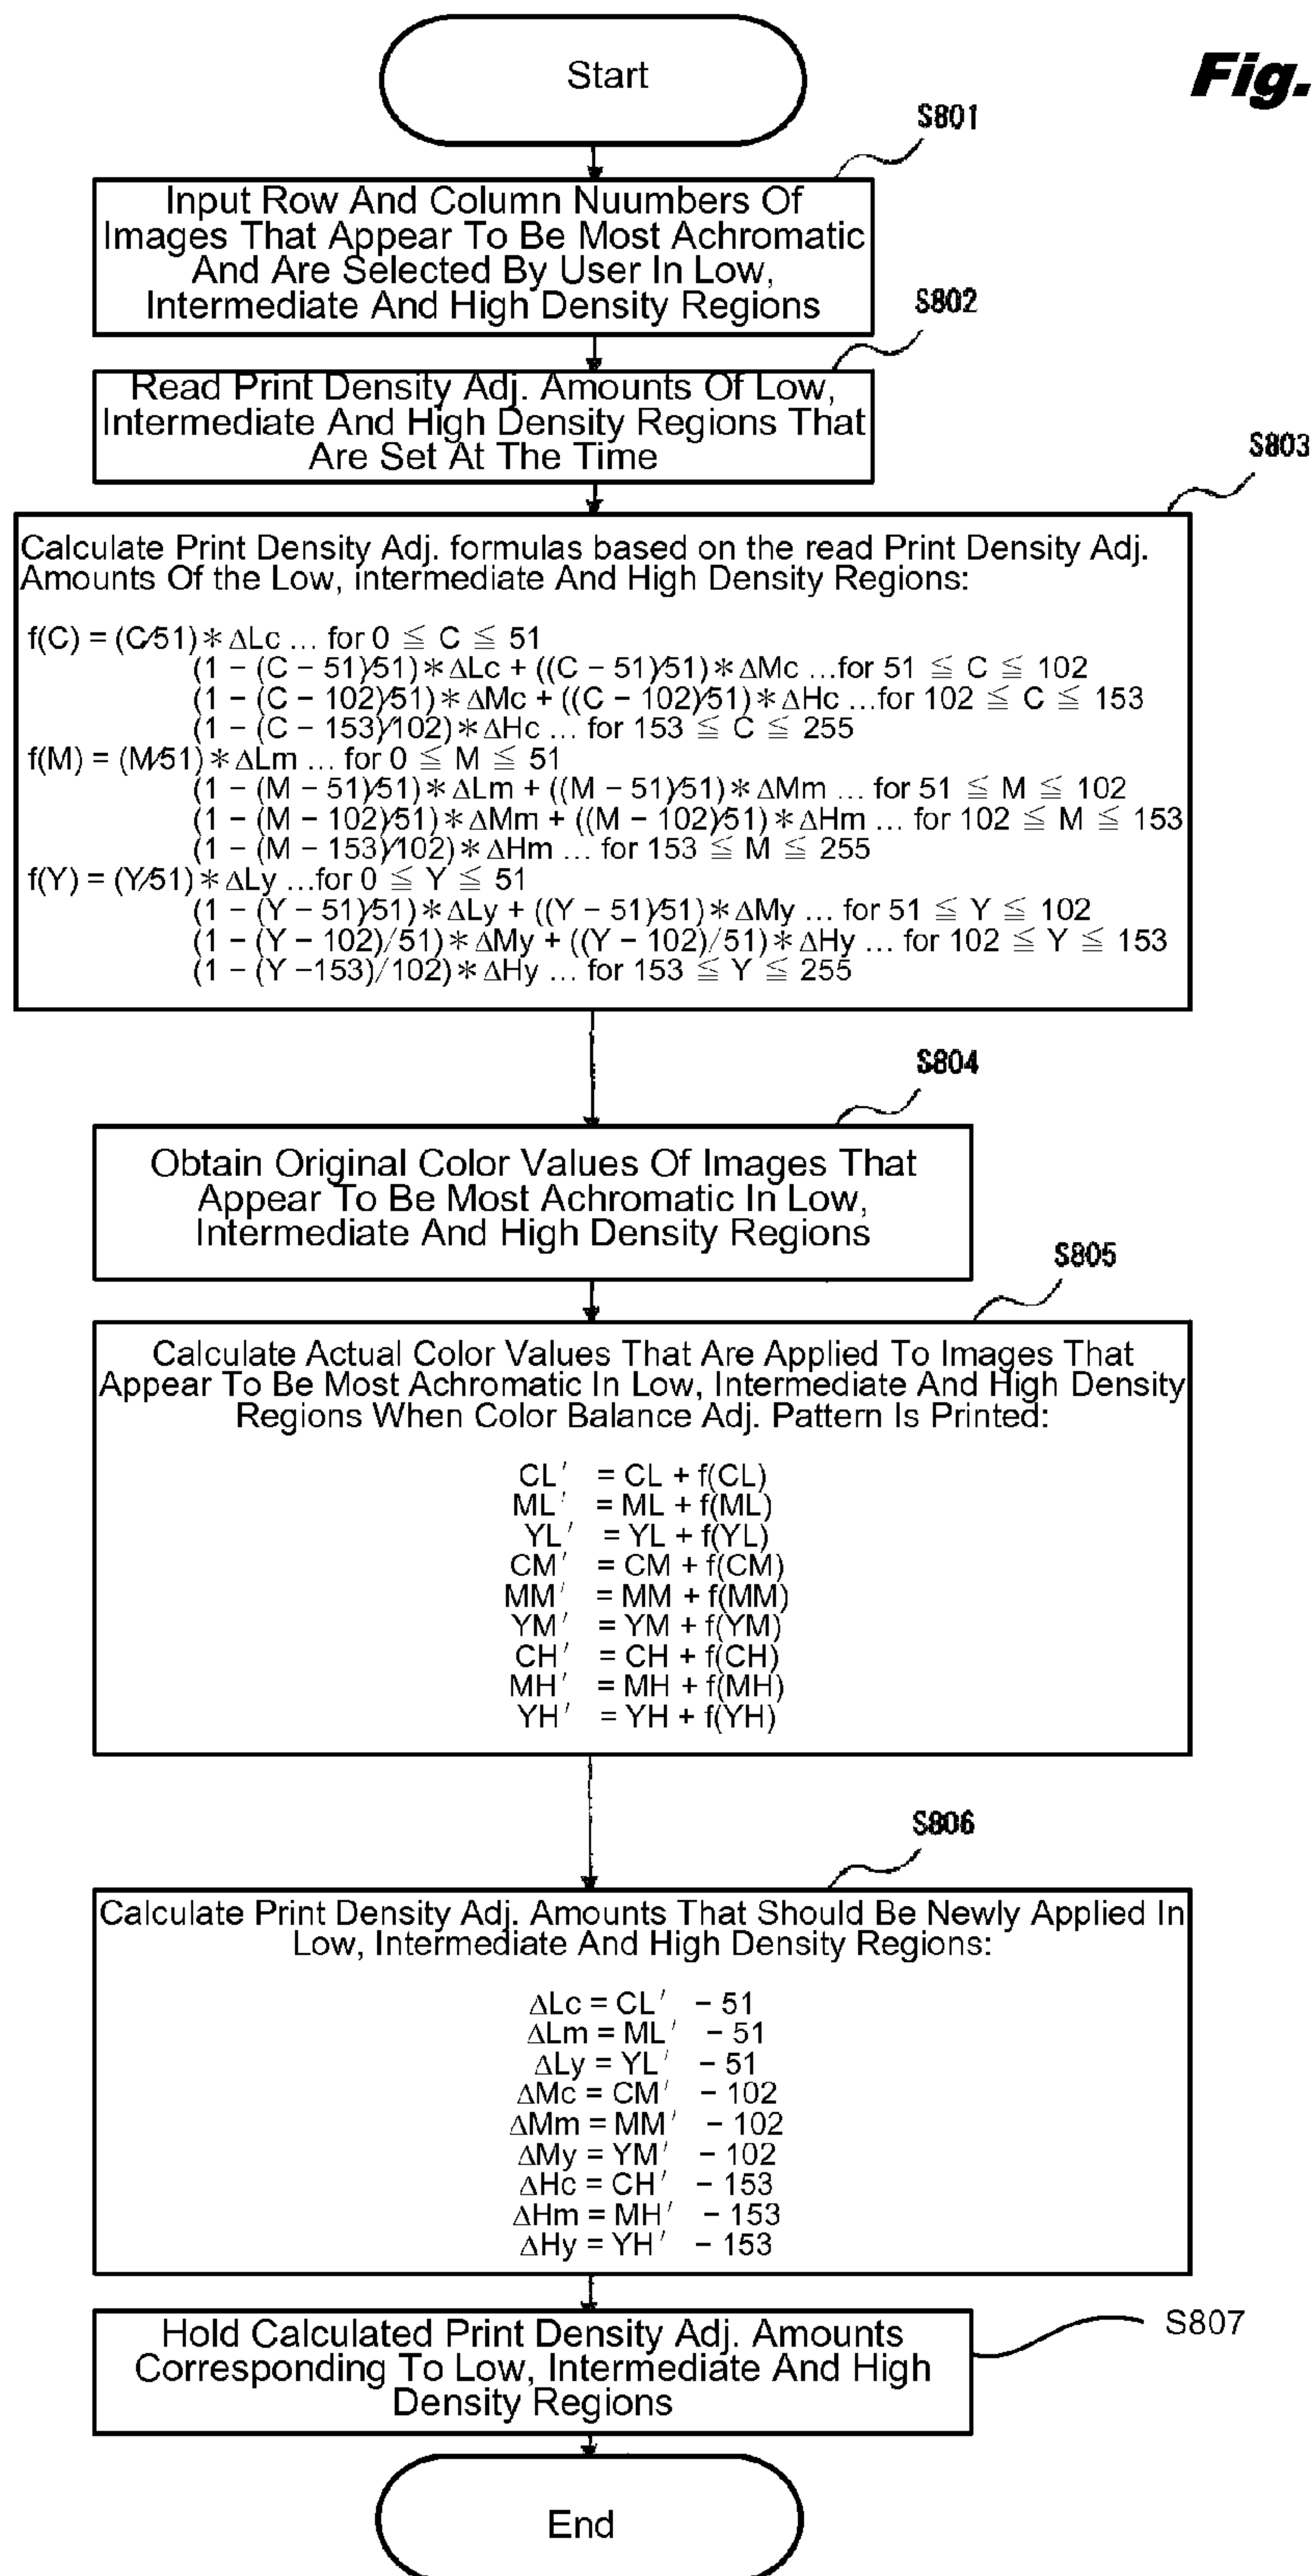 Start
Fig.
S801
Input Row And Column Nuumbers Of
Images That Appear To Be Most Achromatic
And Are Selected By User In Low,
Intermediate And High Density Regions
S802
Read Print Density Adj. Amounts Of Low,
Intermediate And High Density Regions That
Are Set At The Time
S803
Calculate Print Density Adj. formulas based on the read Print Density Adj.
Amounts Of the Low, intermediate And High Density Regions:
f(C) = (C/51)* ΔLc ... for 0 ≦ C ≦ 51
(1 − (C − 51)/51)* ΔLc + ((C − 51)/51)* ΔMc ...for 51 ≦ C ≦ 102
(1 − (C − 102)/51)* ΔMc + ((C − 102)/51)* ΔHc ...for 102 ≦ C ≦ 153
(1 − (C − 153)/102)* ΔHc ... for 153 ≦ C ≦ 255
f(M) = (M/51)* ΔLm ... for 0 ≦ M ≦ 51
(1 − (M − 51)/51)* ΔLm + ((M − 51)/51)* ΔMm ... for 51 ≦ M ≦ 102
(1 − (M − 102)/51)* ΔMm + ((M − 102)/51)* ΔHm ... for 102 ≦ M ≦ 153
(1 − (M − 153)/102)* ΔHm ... for 153 ≦ M ≦ 255
f(Y) = (Y/51)* ΔLy ...for 0 ≦ Y ≦ 51
(1 − (Y − 51)/51)* ΔLy + ((Y − 51)/51)* ΔMy ... for 51 ≦ Y ≦ 102
(1 − (Y − 102)/51)* ΔMy + ((Y − 102)/51)* ΔHy ... for 102 ≦ Y ≦ 153
(1 − (Y −153)/102)* ΔHy ... for 153 ≦ Y ≦ 255
S804
Obtain Original Color Values Of Images That
Appear To Be Most Achromatic In Low,
Intermediate And High Density Regions
S805
Calculate Actual Color Values That Are Applied To Images That
Appear To Be Most Achromatic In Low, Intermediate And High Density
Regions When Color Balance Adj. Pattern Is Printed:
CL′ = CL + f(CL)
ML′ = ML + f(ML)
YL′ = YL + f(YL)
CM′ = CM + f(CM)
MM′ = MM + f(MM)
YM′ = YM + f(YM)
CH′ = CH + f(CH)
MH′ = MH + f(MH)
YH′ = YH + f(YH)
S806
Calculate Print Density Adj. Amounts That Should Be Newly Applied In
Low, Intermediate And High Density Regions:
ΔLc = CL′ − 51
ΔLm = ML′ − 51
ΔLy = YL′ − 51
ΔMc = CM′ − 102
ΔMm = MM′ − 102
ΔMy = YM′ − 102
ΔHc = CH′ − 153
ΔHm = MH′ − 153
ΔHy = YH′ − 153
S807
Hold Calculated Print Density Adj. Amounts
Corresponding To Low, Intermediate And High
Density Regions
End